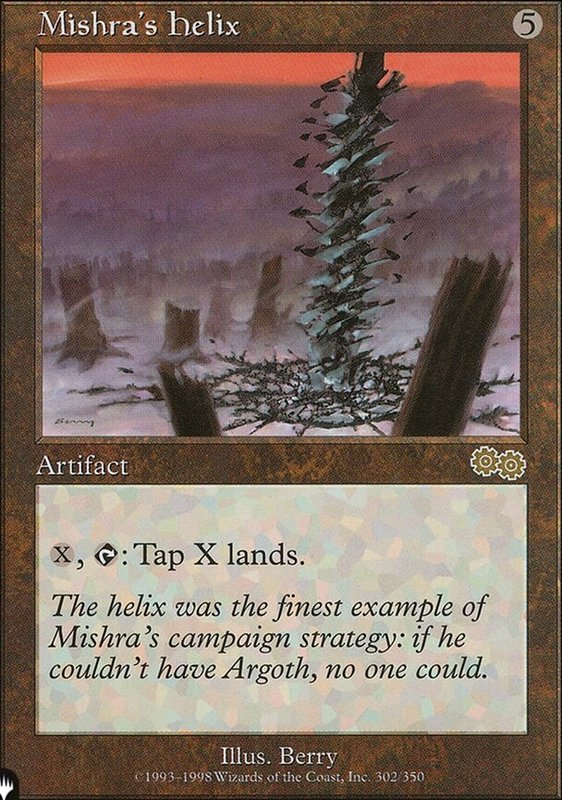 Mishra's Helix
5
Berry
Artifact
X, : Tap X lands.
The helix was the finest example of
Mishra's campaign strategy: if he
couldn't have Argoth, no one could.
Illus. Berry
©1993–1998 Wizards of the Coast, Inc. 302/350